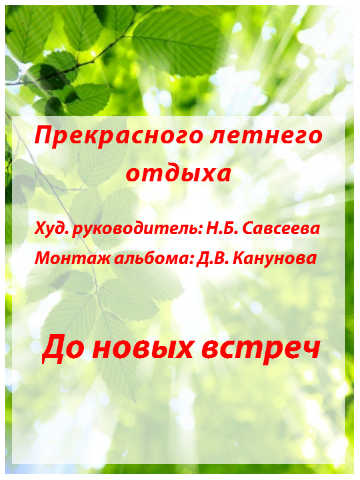 Прекрасного летнего
отдыха
Худ. руководитель: Н.Б. Савсеева
Монтаж альбома: Д.В. Канунова
До новых встреч